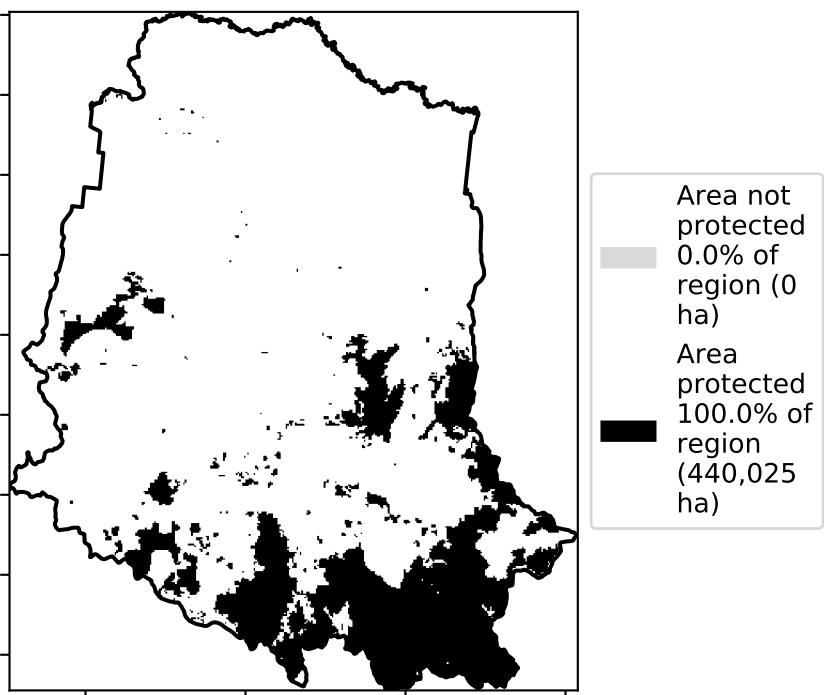 Area not
protected
0.0% of
region (0
ha)
Area
protected
100.0% of
region
(440,025
ha)